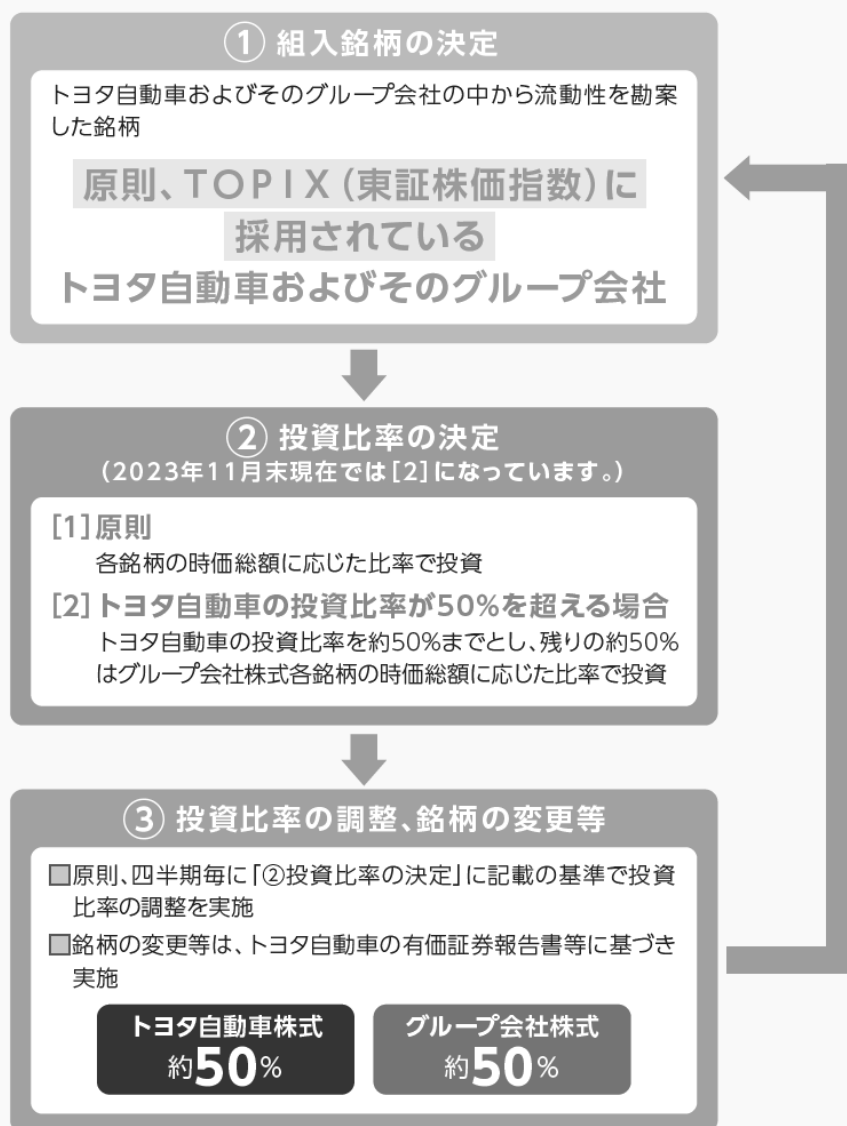 ① 組入銘柄の決定
トヨタ自動車およびそのグループ会社の中から流動性を勘案
した銘柄
原則、TOPIX(東証株価指数)に
採用されている
トヨタ自動車およびそのグループ会社
② 投資比率の決定
(2023年11月末現在では[2]になっています。)
[1]原則
各銘柄の時価総額に応じた比率で投資
[2]トヨタ自動車の投資比率が50%を超える場合
トヨタ自動車の投資比率を約50%までとし、残りの約50%
はグループ会社株式各銘柄の時価総額に応じた比率で投資
③ 投資比率の調整、銘柄の変更等
■原則、四半期毎に「②投資比率の決定」に記載の基準で投資
比率の調整を実施
■銘柄の変更等は、トヨタ自動車の有価証券報告書等に基づき
実施
トヨタ自動車株式
約50%
グループ会社株式
約50%